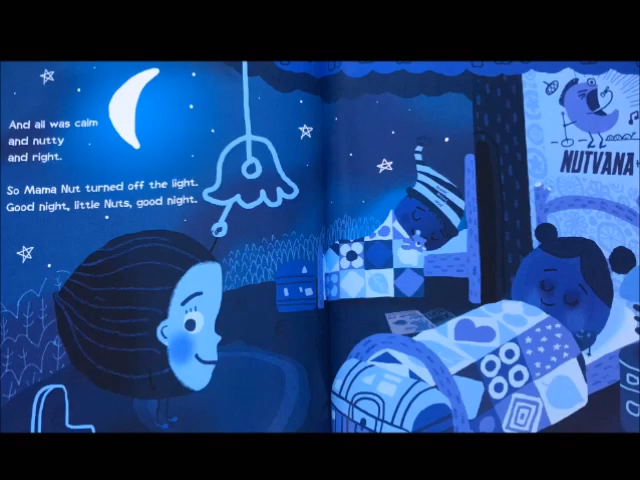 And all was calm
and nutty
and right.
So Mama Nut turned off the light.
Good night, little Nuts, good night.
NUTVANA